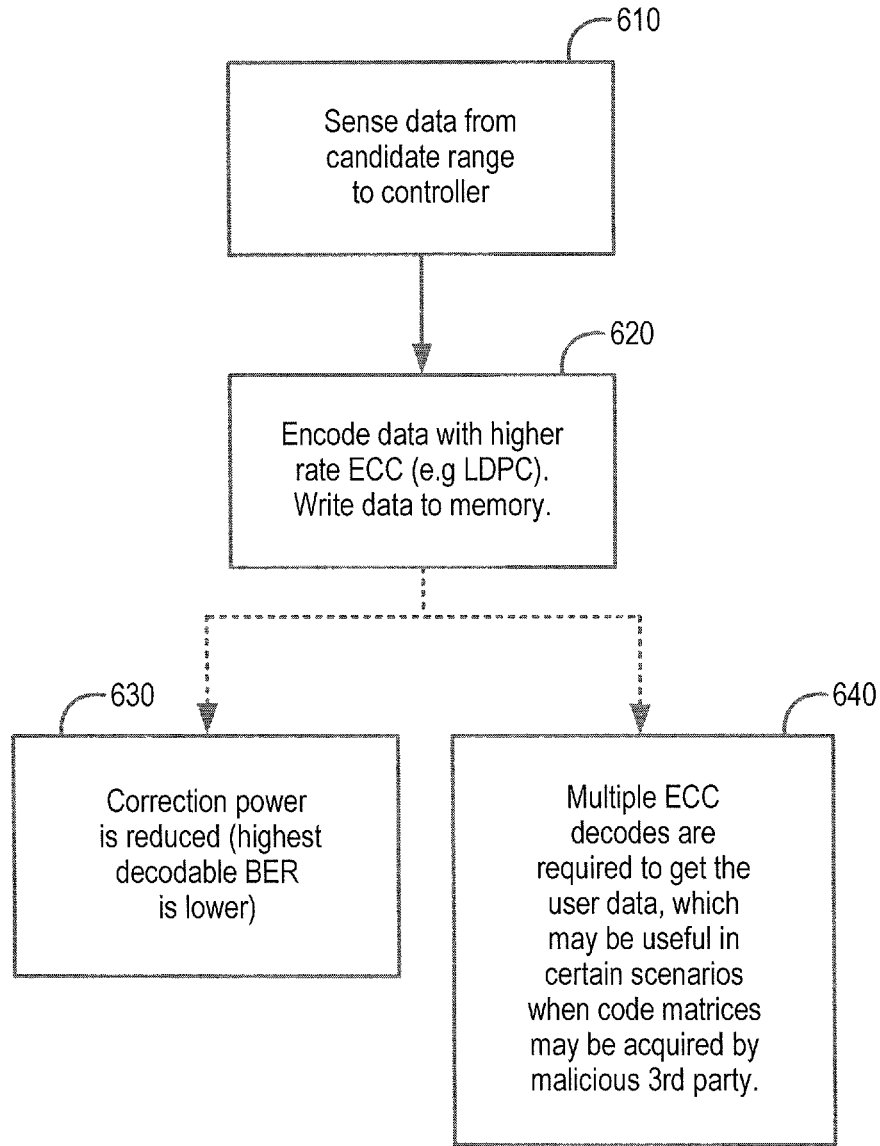 610
Sense data from
candidate range
to controller
620
Encode data with higher
rate ECC (e.g LDPC).
Write data to memory.
630
Correction power
is reduced (highest
decodable BER
is lower)
640
Multiple ECC
decodes are
required to get the
user data, which
may be useful in
certain scenarios
when code matrices
may be acquired by
malicious 3rd party.